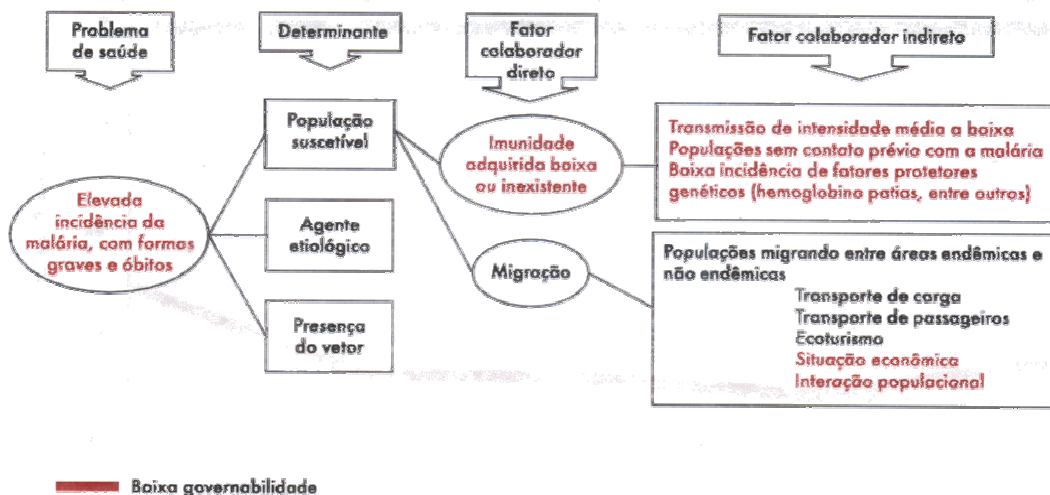 Problema
de saúde
Determinante
Fator
colaborador
direto
Fator colaborador indireto
População
suscetível
Imunidade
adquirida baixa
ou inexistente
Transmissão de intensidade média a baixa
Populações sem contato prévio com a malária
Baixa incidência de fatores protetores
genéticos (hemoglobino patias, entre outros)
Elevada
incidência da
malária, com formas
graves e óbitos
Agente
etiológico
Migração
Populações migrando entre áreas endêmicas e
não endêmicas
Transporte de carga
Transporte de passageiros
Ecoturismo
Situação econômica
Interação populacional
Presença
do vetor
Baixa governabilidade